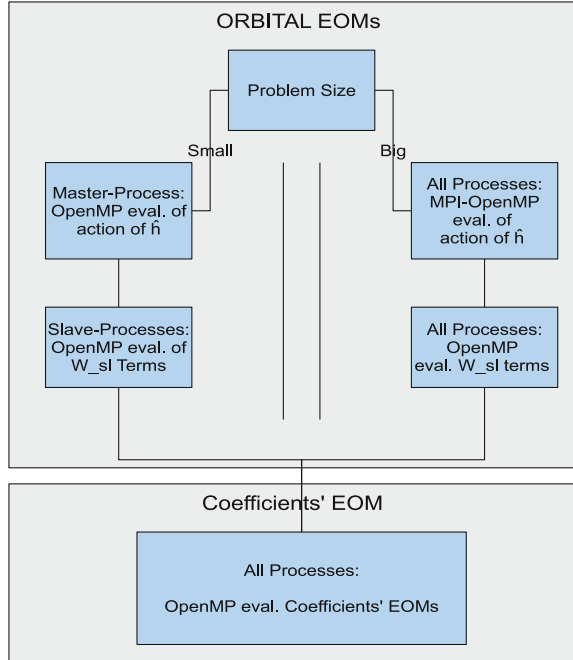 ORBITAL EOMs
Problem Size
Small
Big
Master-Process:
OpenMP eval. of
action of ĥ
All Processes:
MPI-OpenMP
eval. of
action of ĥ
Slave-Processes:
OpenMP eval. of
W_sl Terms
All Processes:
OpenMP
eval. W_sl terms
Coefficients' EOM
All Processes:
OpenMP eval. Coefficients' EOMs